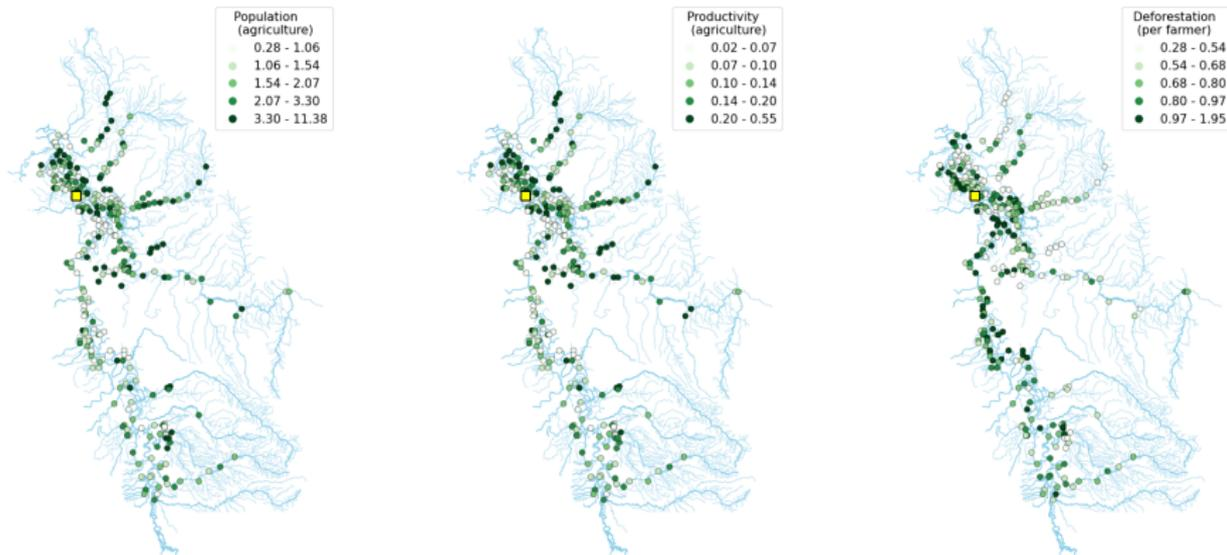 Population
(agriculture)
0.28 - 1.06
1.06 - 1.54
1.54 - 2.07
2.07 - 3.30
3.30 - 11.38
Productivity
(agriculture)
0.02 - 0.07
0.07 - 0.10
0.10 - 0.14
0.14 - 0.20
0.20 - 0.55
Deforestation
(per farmer)
0.28 - 0.54
0.54 - 0.68
0.68 - 0.80
0.80 - 0.97
0.97 - 1.95